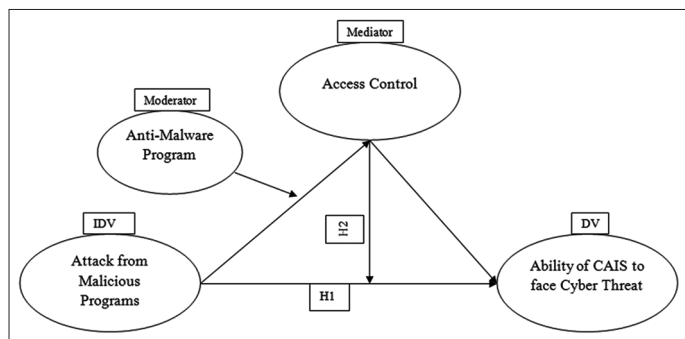 Mediator
Access Control
Moderator
Anti-Malware
Program
IDV
Attack from
Malicious
Programs
H2
H1
DV
Ability of CAIS to
face Cyber Threat